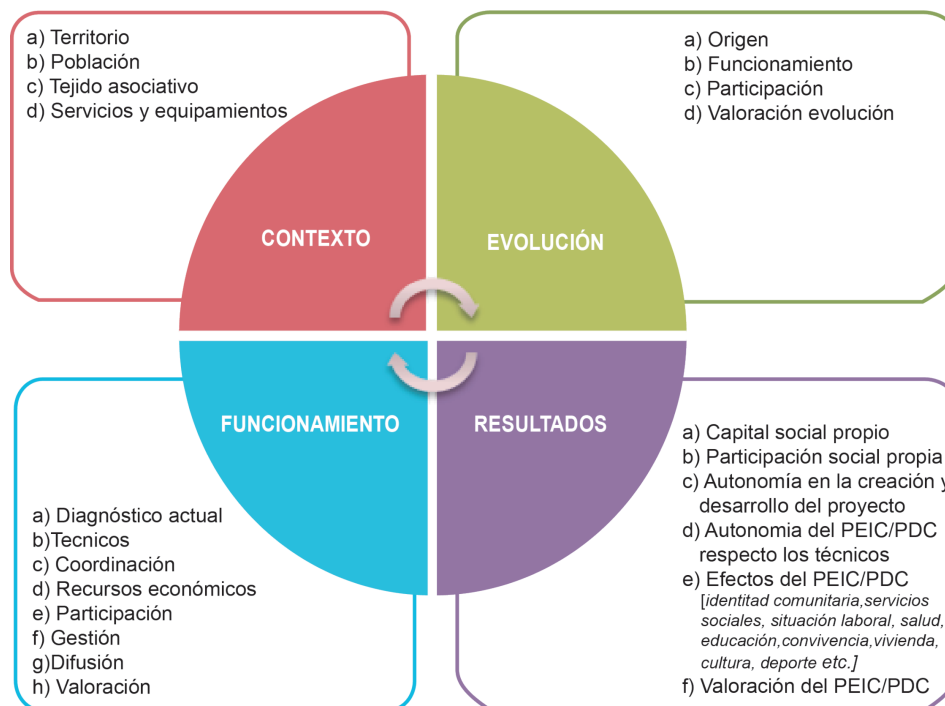 a) Territorio
b) Población
c) Tejido asociativo
d) Servicios y equipamientos
CONTEXTO
a) Origen
b) Funcionamiento
c) Participación
d) Valoración evolución
EVOLUCIÓN
FUNCIONAMIENTO
a) Diagnóstico actual
b)Tecnicos
c) Coordinación
d) Recursos económicos
e) Participación
f) Gestión
g)Difusión
h) Valoración
RESULTADOS
a) Capital social propio
b) Participación social propia
c) Autonomía en la creación y
desarrollo del proyecto
d) Autonomia del PEIC/PDC
respecto los técnicos
e) Efectos del PEIC/PDC
[identitad comunitaria,servicios
sociales, situación laboral, salud,
educación,convivencia,vivienda,
cultura, deporte etc.]
f) Valoración del PEIC/PDC